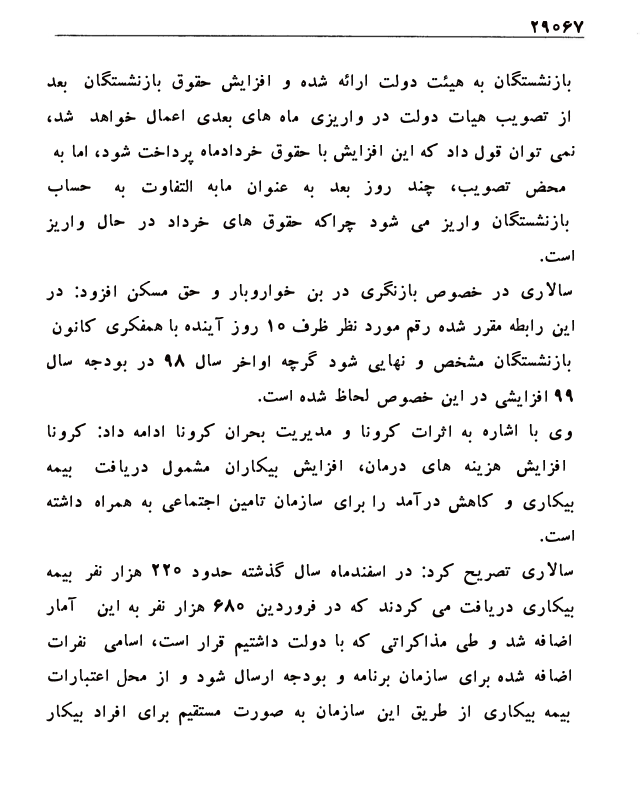 ۲۹۰۶۷
بازنشستگان به هیئت دولت ارائه شده و افزایش حقوق بازنشستگان بعد
از تصویب هیات دولت در واریزی ماه های بعدی اعمال خواهد شد،
نمی توان قول داد که این افزایش با حقوق خردادماه پرداخت شود، اما به
محض تصویب، چند روز بعد به عنوان مابه التفاوت به حساب
بازنشستگان واریز می شود چراکه حقوق های خرداد در حال واریز
است.
سالاری در خصوص بازنگری در بن خواروبار و حق مسکن افزود: در
این رابطه مقرر شده رقم مورد نظر ظرف ۱۵ روز آینده با همفکری کانون
بازنشستگان مشخص و نهایی شود گرچه اواخر سال ۹۸ در بودجه سال
۹۹ افزایشی در این خصوص لحاظ شده است.
وی با اشاره به اثرات کرونا و مدیریت بحران کرونا ادامه داد: کرونا
افزایش هزینه های درمان، افزایش بیکاران مشمول دریافت بیمه
بیکاری و کاهش درآمد را برای سازمان تامین اجتماعی به همراه داشته
است.
سالاری تصریح کرد: در اسفندماه سال گذشته حدود ۲۲۰ هزار نفر بیمه
بیکاری دریافت می کردند که در فروردین ۶۸۰ هزار نفر به این آمار
اضافه شد و طی مذاکراتی که با دولت داشتیم قرار است، اسامی نفرات
اضافه شده برای سازمان برنامه و بودجه ارسال شود و از محل اعتبارات
بیمه بیکاری از طریق این سازمان به صورت مستقیم برای افراد بیکار